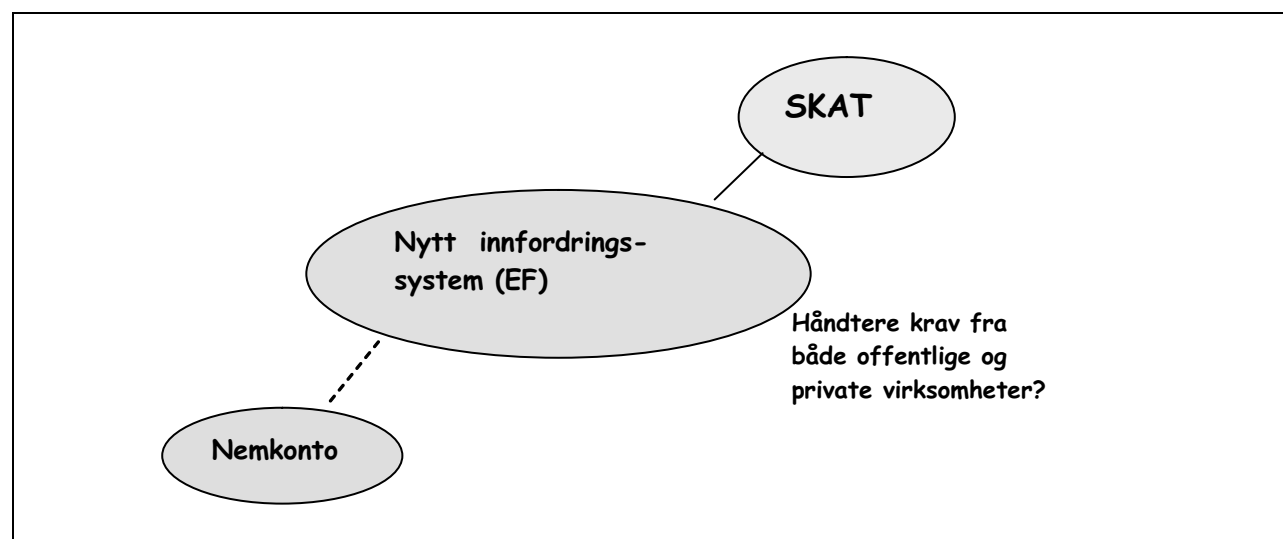 SKAT
Nytt innfordrings-
system (EF)
Håndtere krav fra
både offentlige og
private virksomheter?
Nemkonto